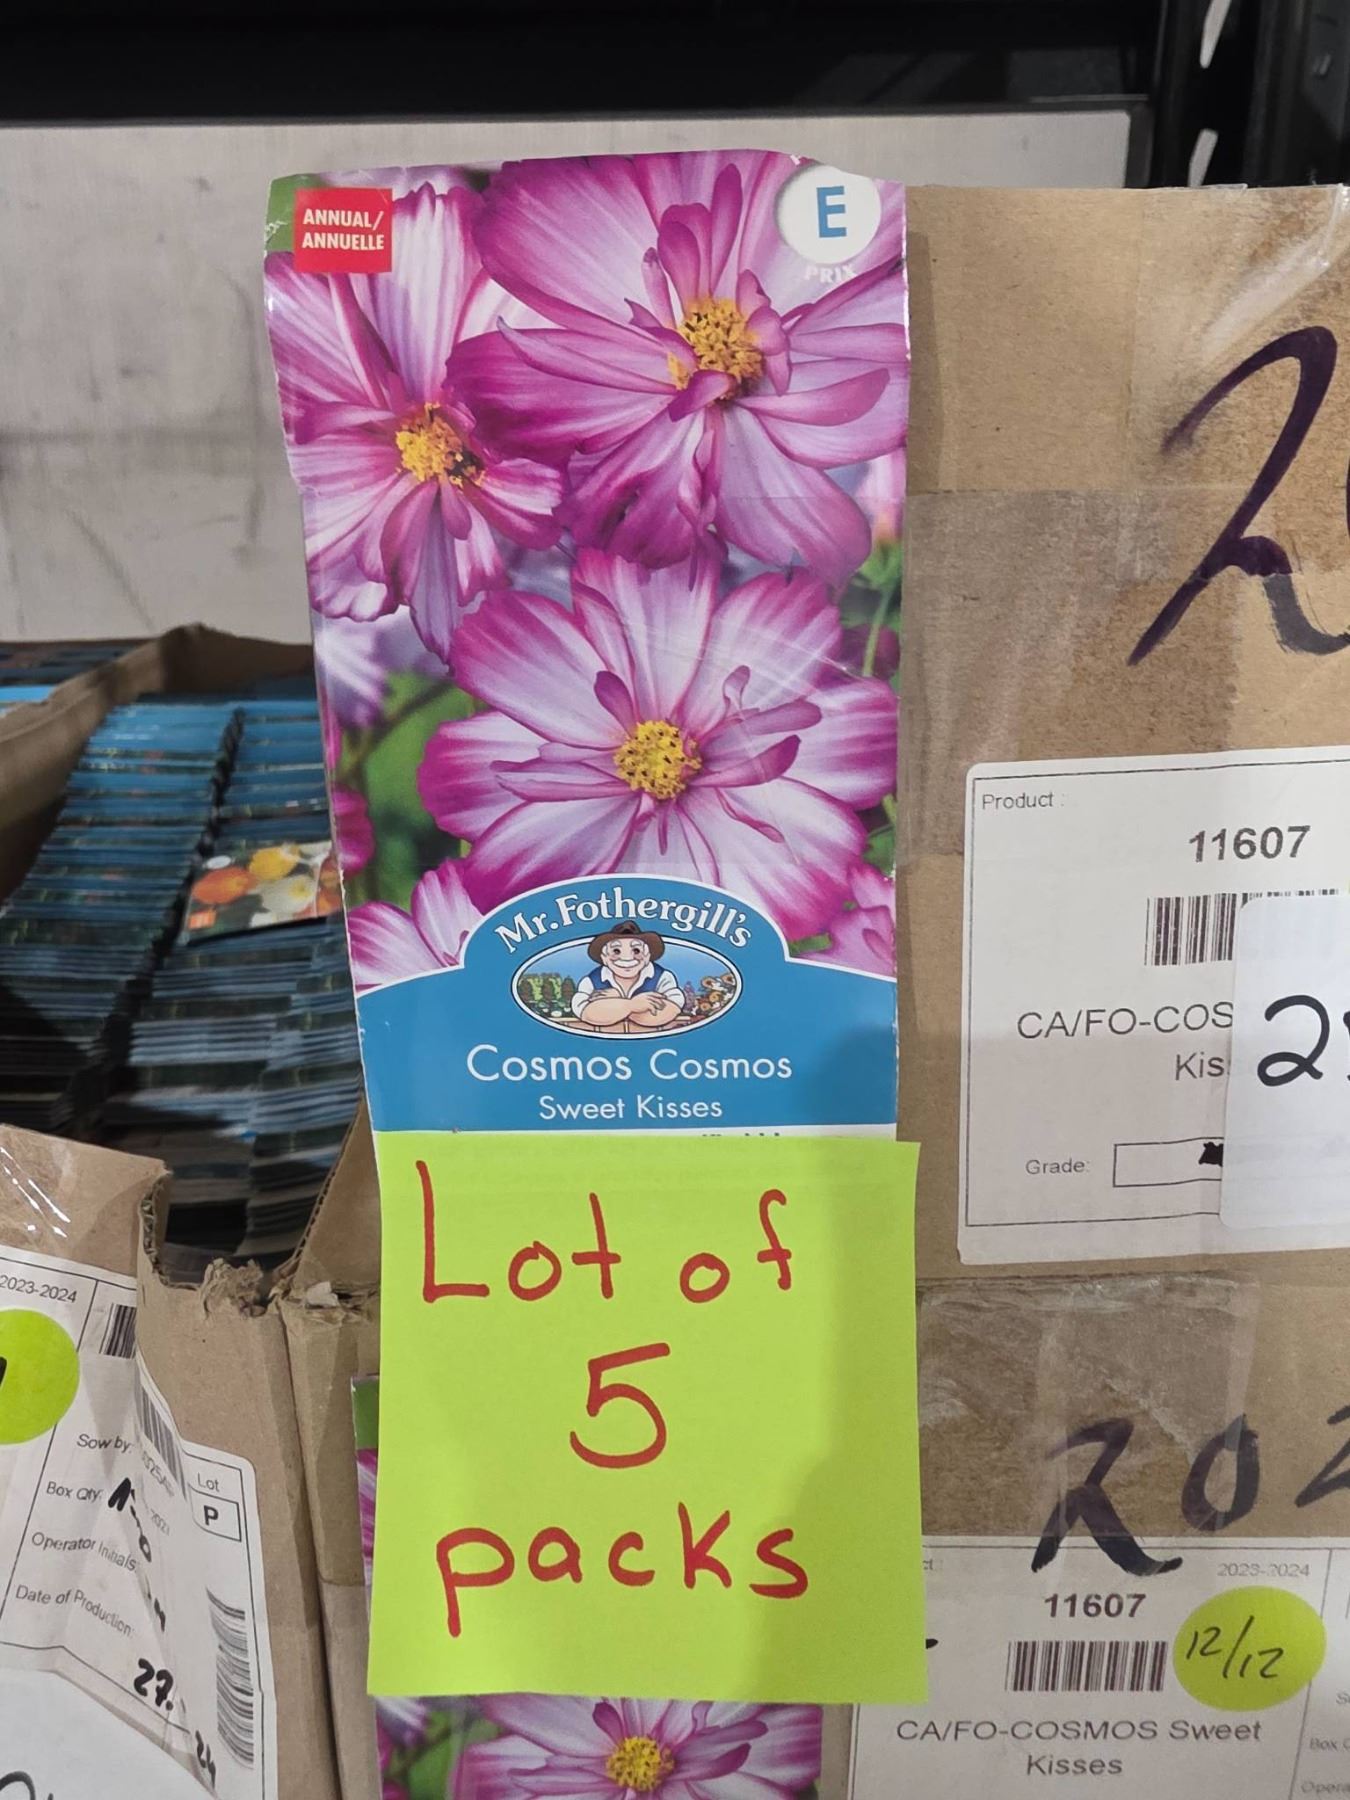 ANNUAL/
ANNUELLE
E
PRIX
Mr. Fothergill's
Cosmos Cosmos
Sweet Kisses
Lot of
5
packs
Product :
11607
CA/FO-COS
Kis
Grade:
2023-2024
Sow by:
Box Qty:
Operator Initials:
Date of Production:
27.
Lot
P
202
2023-2024
11607
12/12
CA/FO-COSMOS Sweet
Kisses